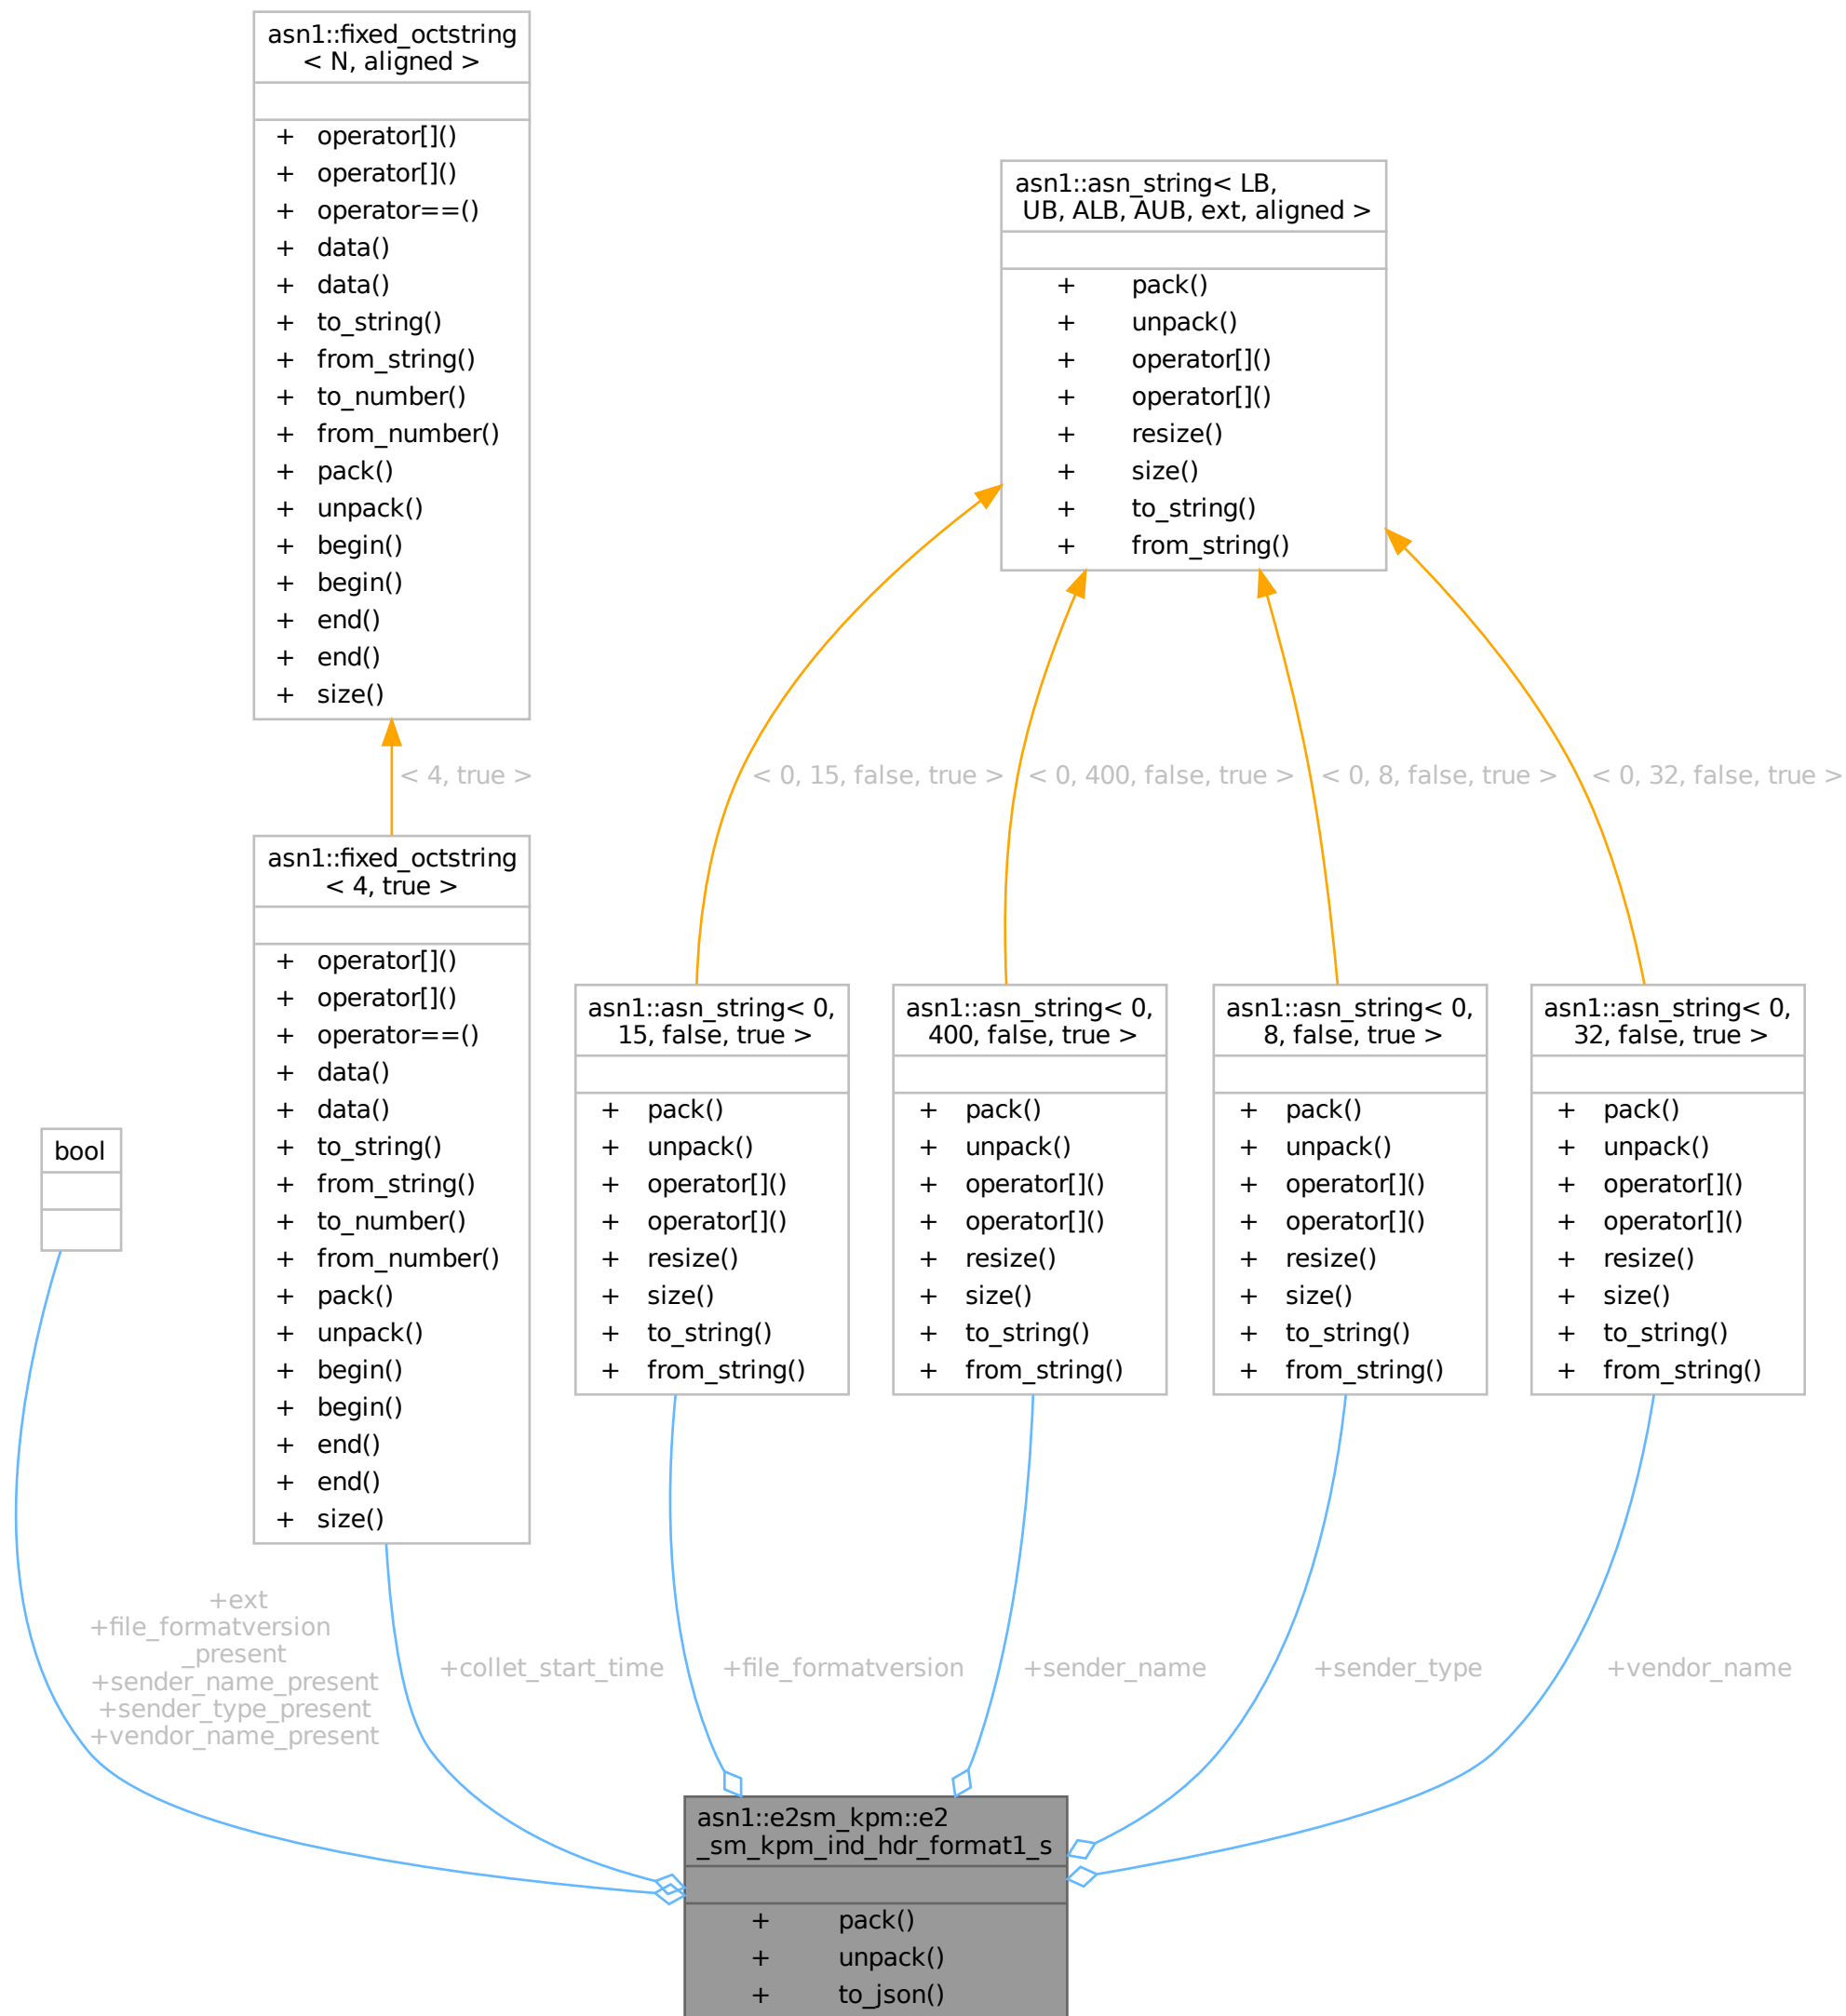 asn1::fixed_octstring
< N, aligned >
+ operator[]()
+ operator[]()
+ operator==()
+ data()
+ data()
+ to_string()
+ from_string()
+ to_number()
+ from_number()
+ pack()
+ unpack()
+ begin()
+ begin()
+ end()
+ end()
+ size()
asn1::asn_string< LB,
UB, ALB, AUB, ext, aligned >
+ pack()
+ unpack()
+ operator[]()
+ operator[]()
+ resize()
+ size()
+ to_string()
+ from_string()
< 4, true >
< 0, 15, false, true >
< 0, 400, false, true >
< 0, 8, false, true >
< 0, 32, false, true >
bool
asn1::fixed_octstring
< 4, true >
+ operator[]()
+ operator[]()
+ operator==()
+ data()
+ data()
+ to_string()
+ from_string()
+ to_number()
+ from_number()
+ pack()
+ unpack()
+ begin()
+ begin()
+ end()
+ end()
+ size()
asn1::asn_string< 0,
15, false, true >
+ pack()
+ unpack()
+ operator[]()
+ operator[]()
+ resize()
+ size()
+ to_string()
+ from_string()
asn1::asn_string< 0,
400, false, true >
+ pack()
+ unpack()
+ operator[]()
+ operator[]()
+ resize()
+ size()
+ to_string()
+ from_string()
asn1::asn_string< 0,
8, false, true >
+ pack()
+ unpack()
+ operator[]()
+ operator[]()
+ resize()
+ size()
+ to_string()
+ from_string()
asn1::asn_string< 0,
32, false, true >
+ pack()
+ unpack()
+ operator[]()
+ operator[]()
+ resize()
+ size()
+ to_string()
+ from_string()
+ext
+file_formatversion
_present
+sender_name_present
+sender_type_present
+vendor_name_present
+collet_start_time
+file_formatversion
+sender_name
+sender_type
+vendor_name
asn1::e2sm_kpm::e2
_sm_kpm_ind_hdr_format1_s
+ pack()
+ unpack()
+ to_json()